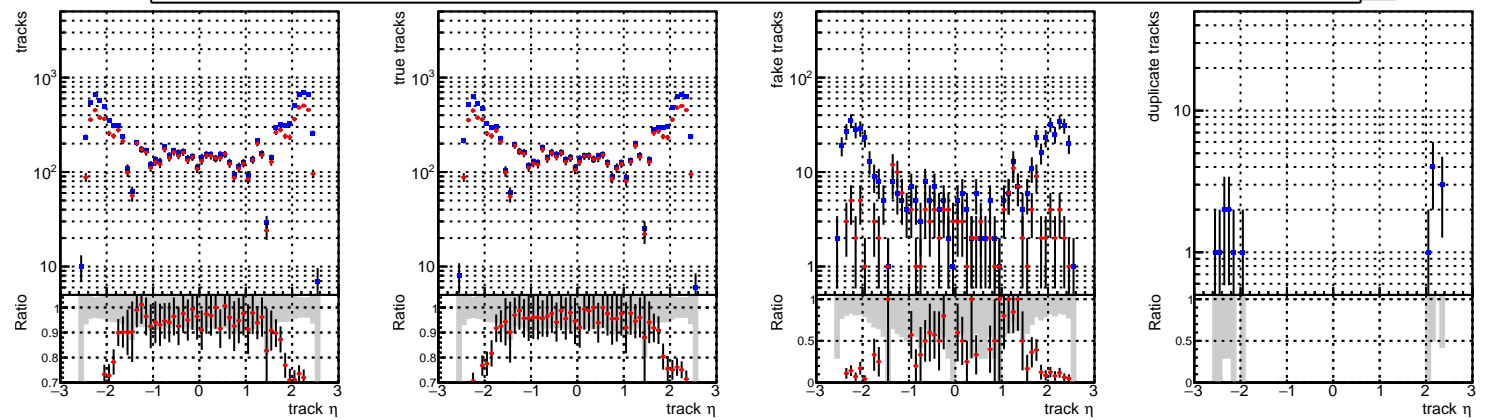 tracks
10³
10²
10
Ratio
1
0.9
0.8
0.7
−3 −2 −1 0 1 2 3
track η
true tracks
10³
10²
10
Ratio
1
0.9
0.8
0.7
−3 −2 −1 0 1 2 3
track η
fake tracks
10²
10
1
Ratio
1
0.5
0
−3 −2 −1 0 1 2 3
track η
duplicate tracks
10
1
Ratio
1
0.5
0
−3 −2 −1 0 1 2 3
track η